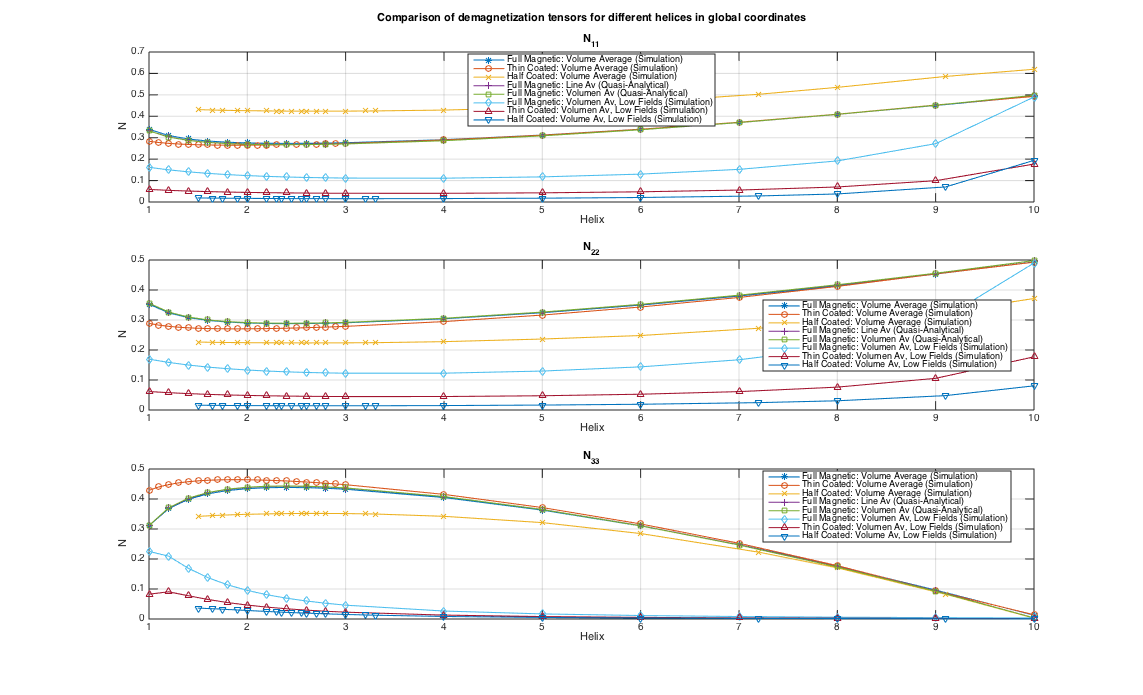 Comparison of demagnetization tensors for different helices in global coordinates
N11
0.7
0.6
0.5
0.4
0.3
0.2
0.1
0
N
Full Magnetic: Volume Average (Simulation)
Thin Coated: Volume Average (Simulation)
Half Coated: Volume Average (Simulation)
Full Magnetic: Line Av (Quasi-Analytical)
Full Magnetic: Volumen Av (Quasi-Analytical)
Full Magnetic: Volumen Av, Low Fields (Simulation)
Thin Coated: Volumen Av, Low Fields (Simulation)
Half Coated: Volume Av, Low Fields (Simulation)
1 2 3 4 5 6 7 8 9 10
Helix
N22
0.5
0.4
0.3
0.2
0.1
0
N
Full Magnetic: Volume Average (Simulation)
Thin Coated: Volume Average (Simulation)
Half Coated: Volume Average (Simulation)
Full Magnetic: Line Av (Quasi-Analytical)
Full Magnetic: Volumen Av (Quasi-Analytical)
Full Magnetic: Volumen Av, Low Fields (Simulation)
Thin Coated: Volumen Av, Low Fields (Simulation)
Half Coated: Volume Av, Low Fields (Simulation)
1 2 3 4 5 6 7 8 9 10
Helix
N33
0.5
0.4
0.3
0.2
0.1
0
N
Full Magnetic: Volume Average (Simulation)
Thin Coated: Volume Average (Simulation)
Half Coated: Volume Average (Simulation)
Full Magnetic: Line Av (Quasi-Analytical)
Full Magnetic: Volumen Av (Quasi-Analytical)
Full Magnetic: Volumen Av, Low Fields (Simulation)
Thin Coated: Volumen Av, Low Fields (Simulation)
Half Coated: Volume Av, Low Fields (Simulation)
1 2 3 4 5 6 7 8 9 10
Helix